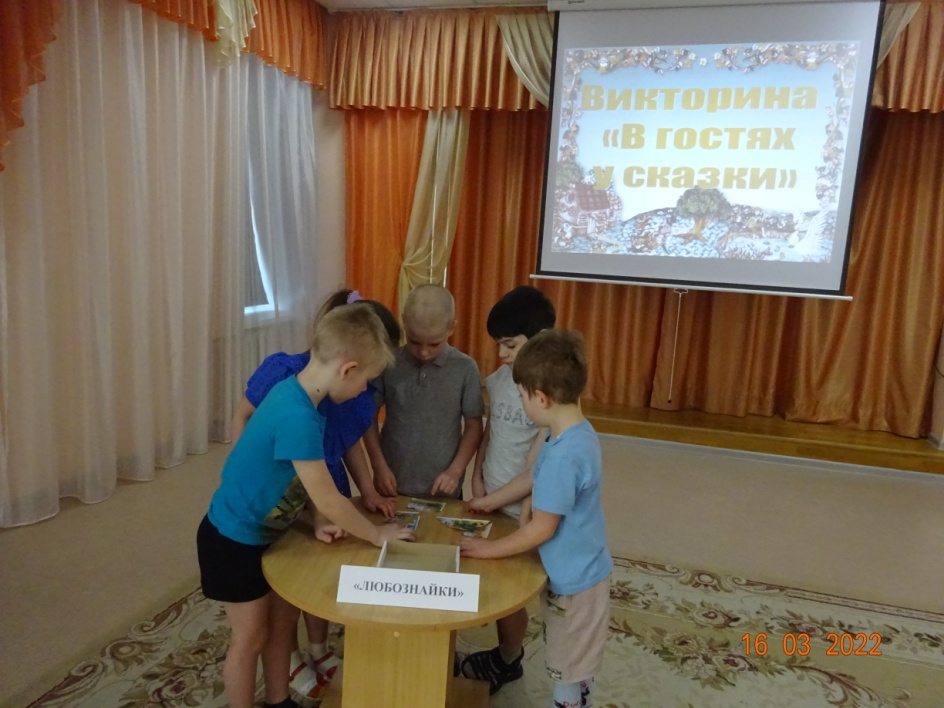 Викторина
«В гостях
у сказки»
«ЛЮБОЗНАЙКИ»
16 03 2022